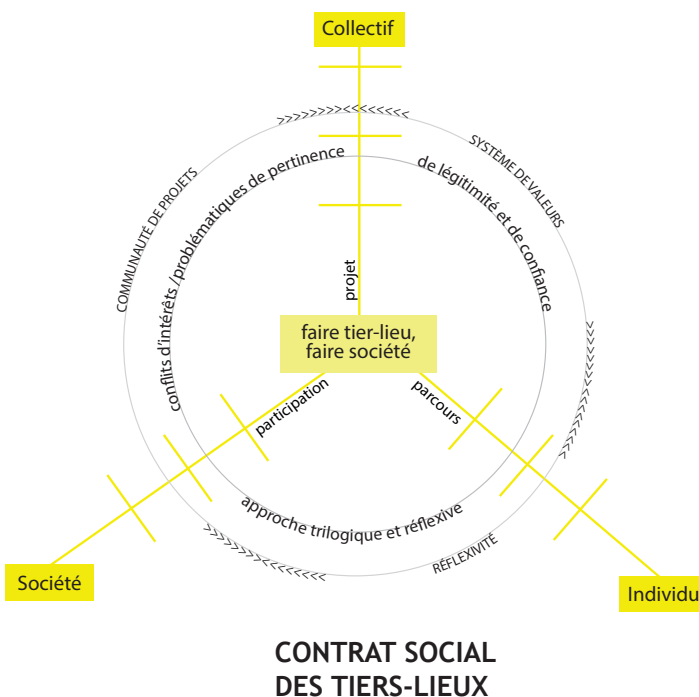 Collectif
>>>>>>>><<<<<<<<
COMMUNAUTÉ DE PROJETS
SYSTÈME DE VALEURS
conflits d'intérêts /problématiques de pertinence
de légitimité et de confiance
projet
faire tier-lieu,
faire société
participation
parcours
approche trilogique et réflexive
RÉFLEXIVITÉ
Société
Individu
CONTRAT SOCIAL
DES TIERS-LIEUX